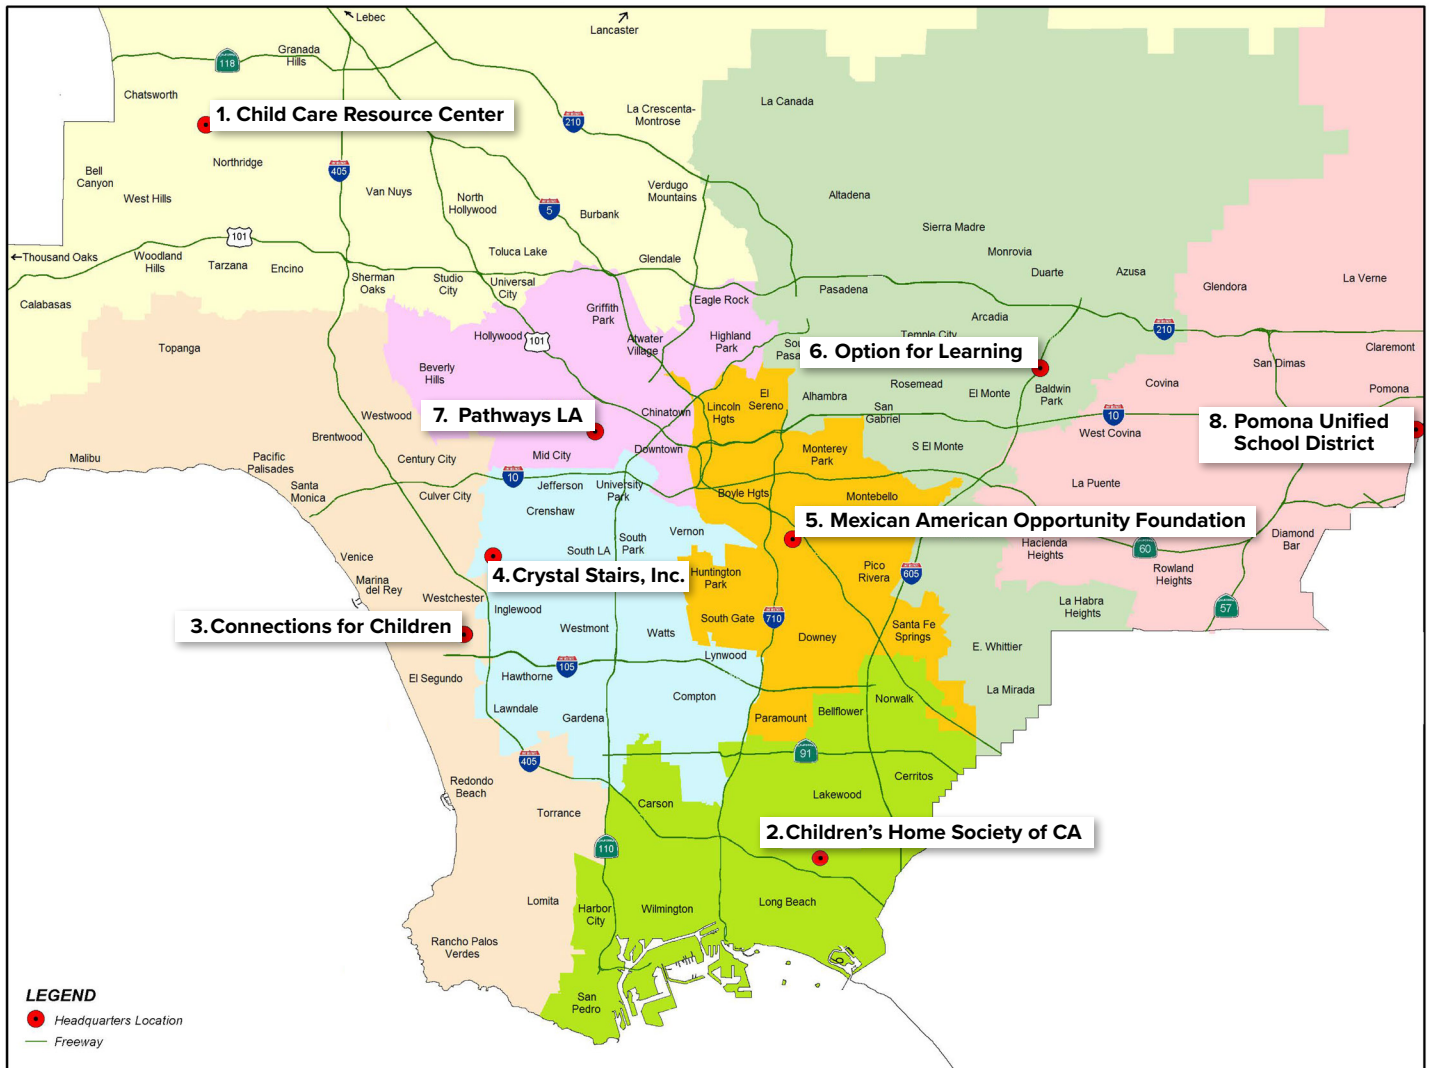 Lebec
Lancaster
Granada
Hills
118
Chatsworth
1. Child Care Resource Center
La Crescenta-
Montrose
210
La Canada
Northridge
405
Bell
Canyon
West Hills
Van Nuys
North
Hollywood
5
Burbank
Verdugo
Mountains
Altadena
Sierra Madre
101
Thousand Oaks
Woodland
Hills
Tarzana
Encino
Toluca Lake
Glendale
Monrovia
Duarte
Azusa
La Verne
Calabasas
Sherman
Oaks
Studio
City
Universal
City
Eagle Rock
Pasadena
Glendora
Griffith
Park
Arcadia
Topanga
Hollywood
101
Atwater
Village
Highland
Park
Temple City
210
Claremont
6. Option for Learning
San Dimas
Beverly
Hills
El
Sereno
Rosemead
El Monte
Baldwin
Park
Covina
Pomona
Westwood
7. Pathways LA
Chinatown
Lincoln
Hgts
Alhambra
San
Gabriel
10
West Covina
8. Pomona Unified
School District
Brentwood
Malibu
Pacific
Palisades
Century City
Mid City
Downtown
Monterey
Park
S El Monte
Santa
Monica
Culver City
10
Jefferson
University
Park
Boyle Hgts
Montebello
La Puente
Crenshaw
5. Mexican American Opportunity Foundation
Venice
South LA
South
Park
Vernon
Hacienda
Heights
60
Diamond
Bar
Marina
del Rey
4. Crystal Stairs, Inc.
Huntington
Park
Pico
Rivera
605
Rowland
Heights
Westchester
Inglewood
La Habra
Heights
57
3. Connections for Children
Westmont
Watts
South Gate
710
Downey
Santa Fe
Springs
E. Whittier
105
Lynwood
El Segundo
Hawthorne
Compton
Norwalk
La Mirada
Lawndale
Gardena
Paramount
Bellflower
405
91
Redondo
Beach
Cerritos
Torrance
Carson
Lakewood
2. Children's Home Society of CA
110
Lomita
Harbor
City
Wilmington
Long Beach
Rancho Palos
Verdes
San
Pedro
LEGEND
Headquarters Location
Freeway